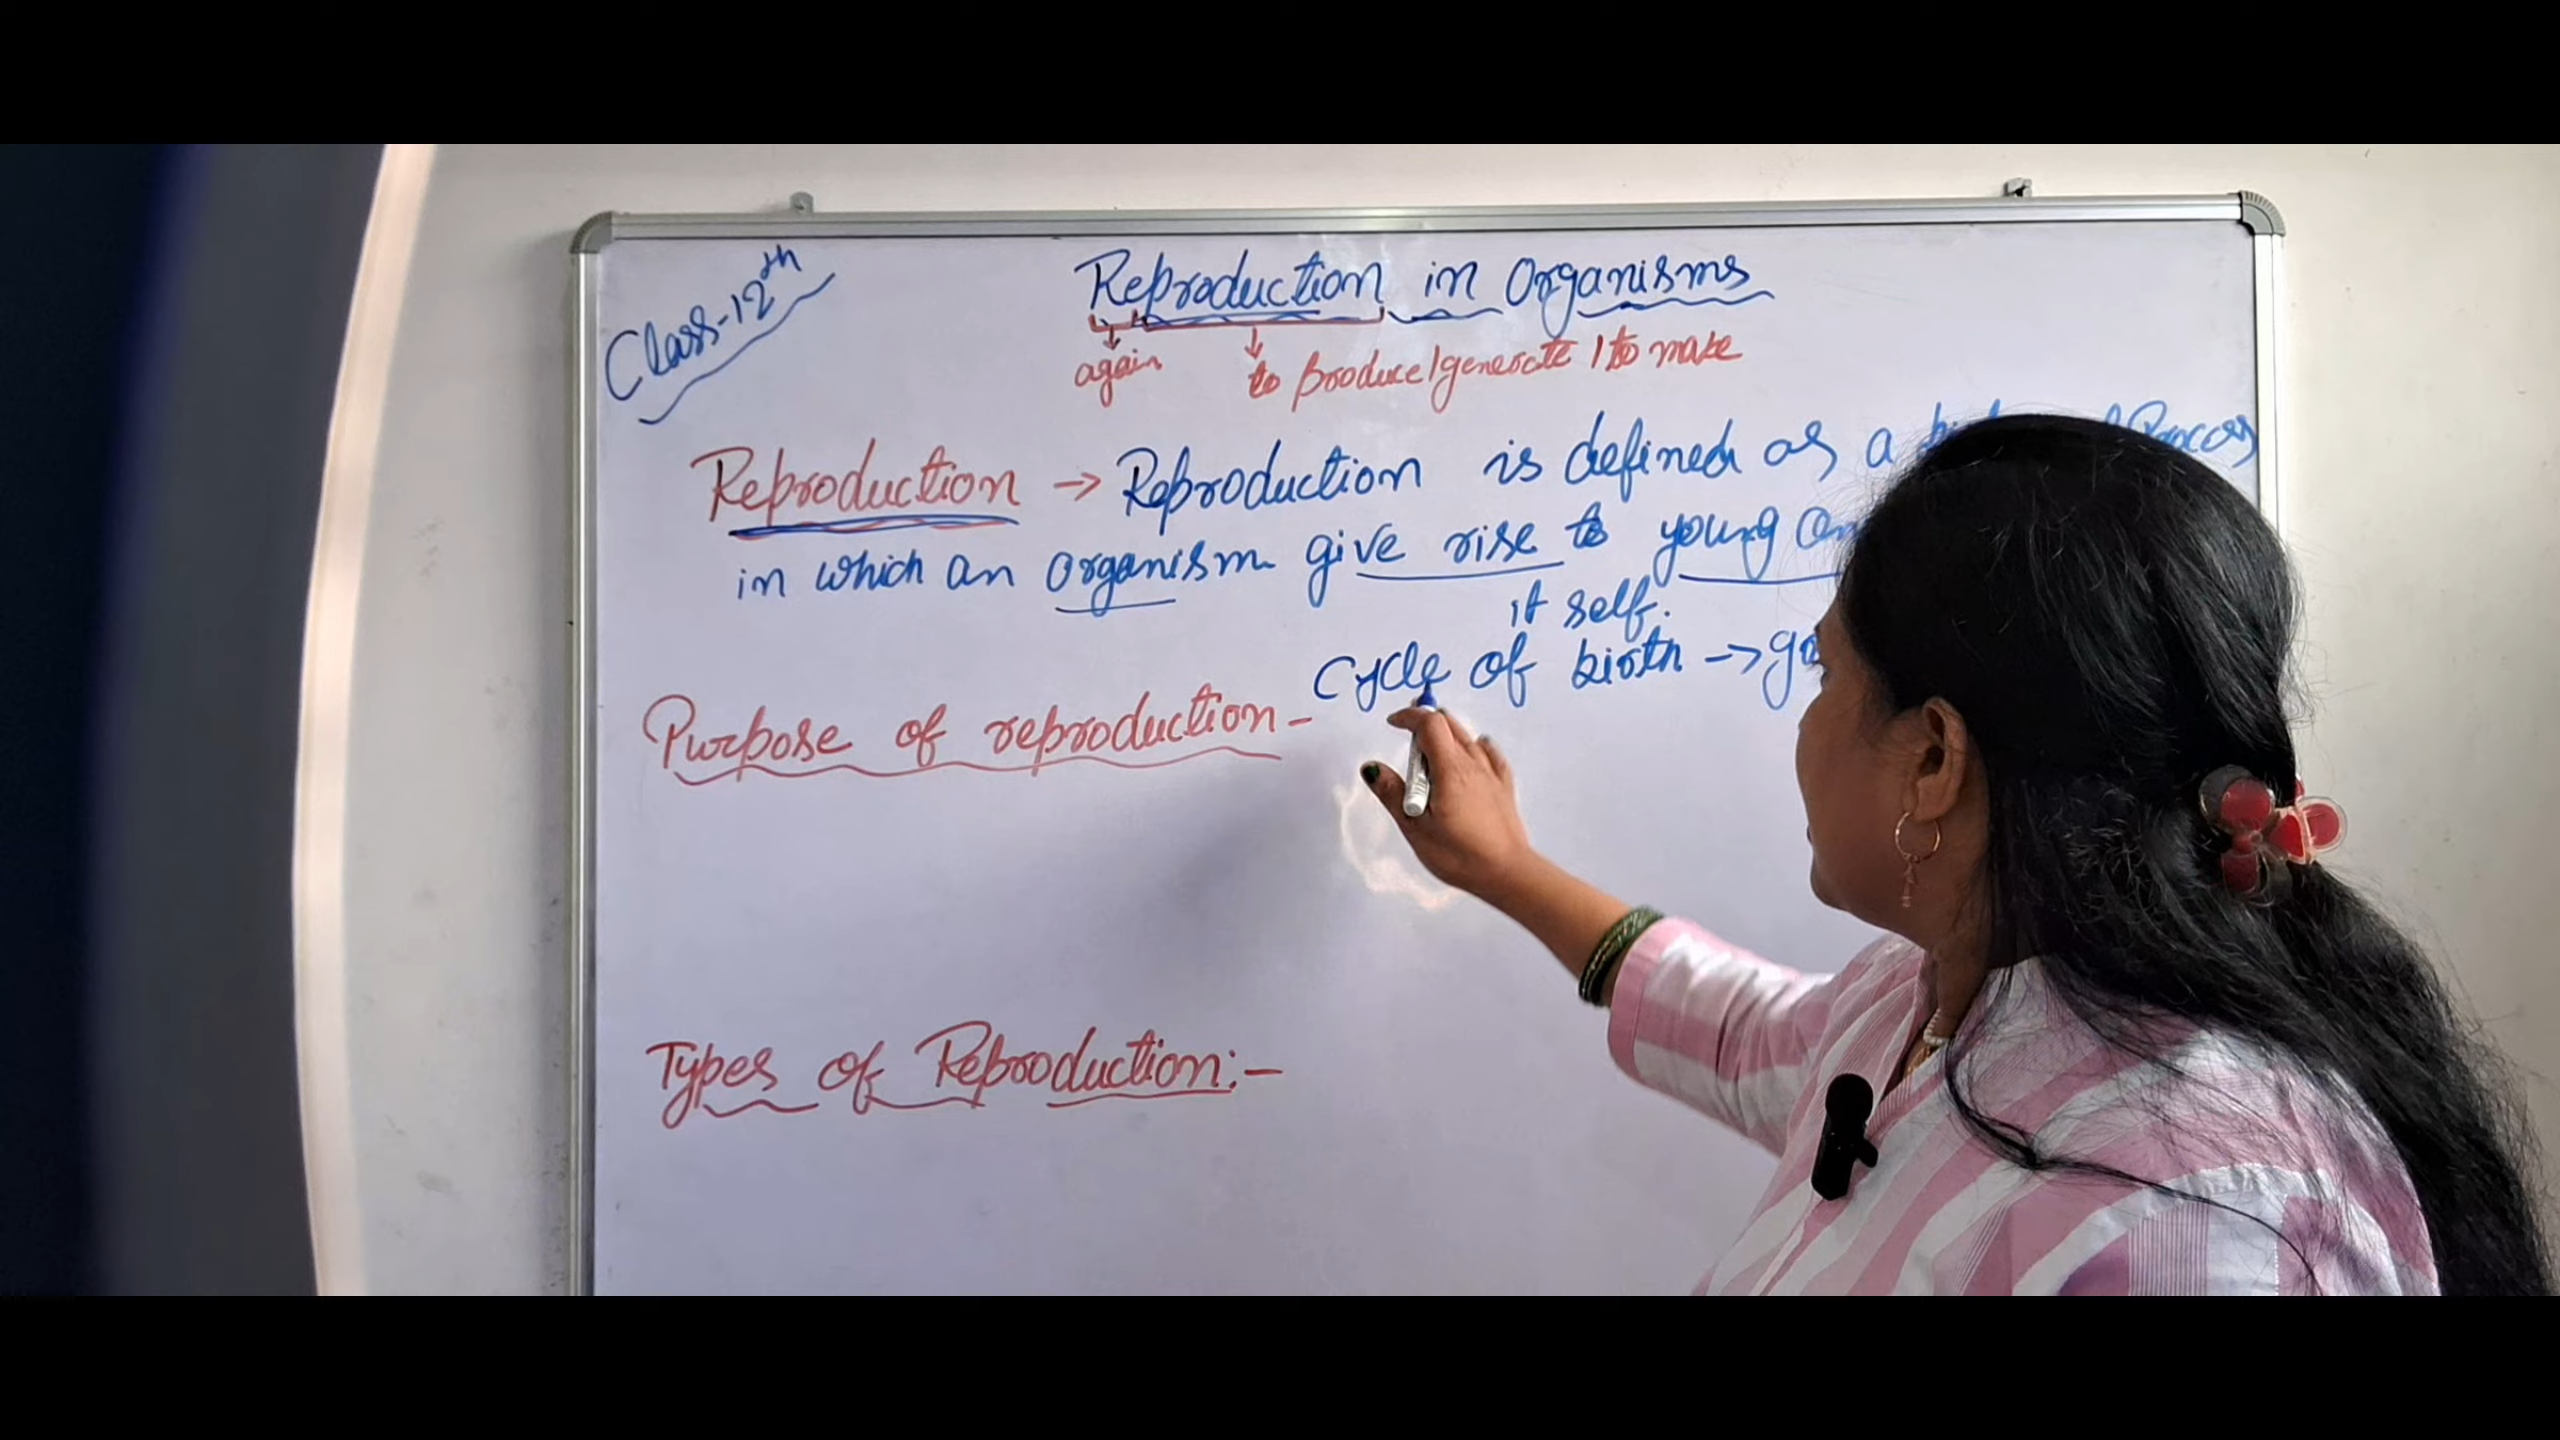 Class-12th
Reproduction in Organisms
again
to produce/generate/to make
Reproduction → Reproduction is defined as a Process
in which an organism give rise to young
it self.
Cycle of birth →
Purpose of reproduction -
Types of Reproduction:-